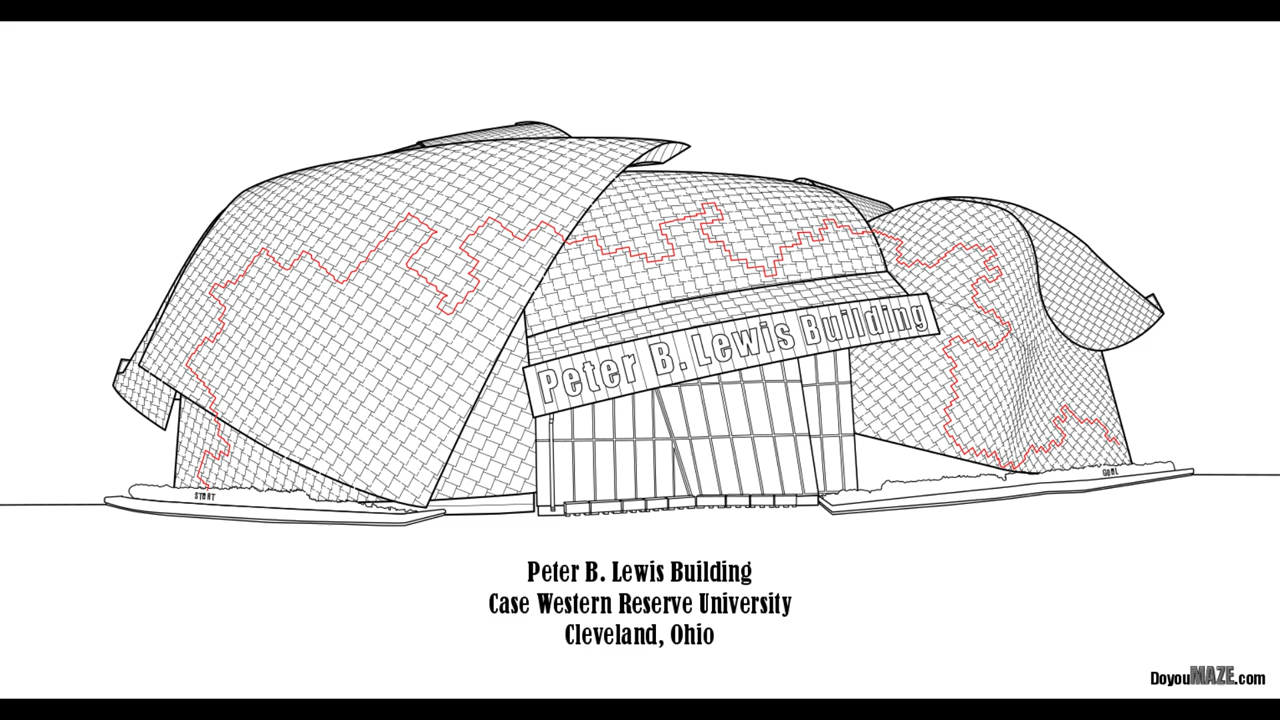 Peter B. Lewis Building
START
GOAL
Peter B. Lewis Building
Case Western Reserve University
Cleveland, Ohio
DoyouMAZE.com